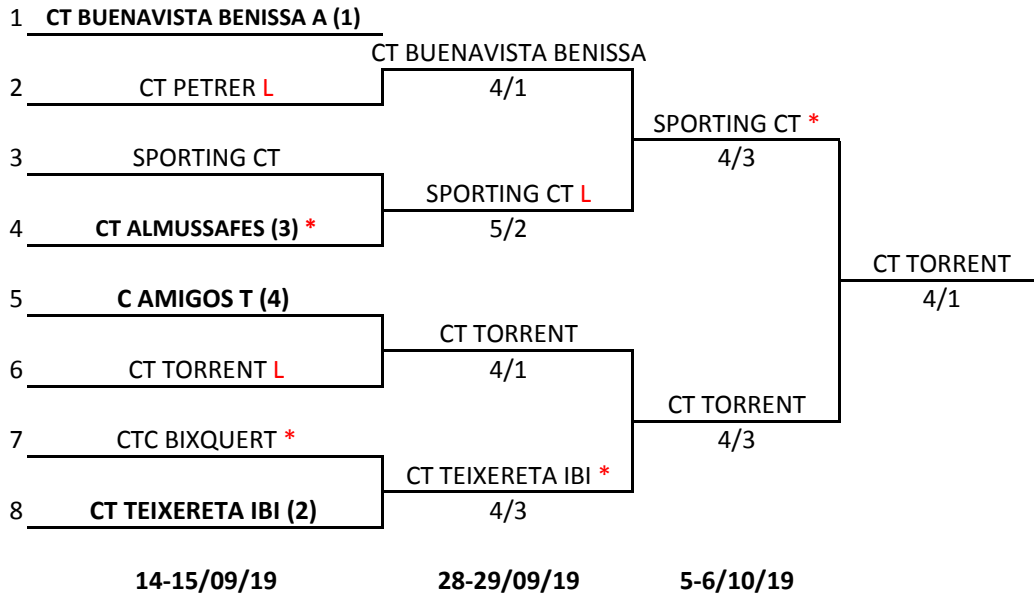 1 CT BUENAVISTA BENISSA A (1)
CT BUENAVISTA BENISSA
2 CT PETRER L
4/1
SPORTING CT *
3 SPORTING CT
4/3
SPORTING CT L
4 CT ALMUSSAFES (3) *
5/2
CT TORRENT
5 C AMIGOS T (4)
4/1
CT TORRENT
6 CT TORRENT L
4/1
CT TORRENT
7 CTC BIXQUERT *
4/3
CT TEIXERETA IBI *
8 CT TEIXERETA IBI (2)
4/3
14-15/09/19 28-29/09/19 5-6/10/19